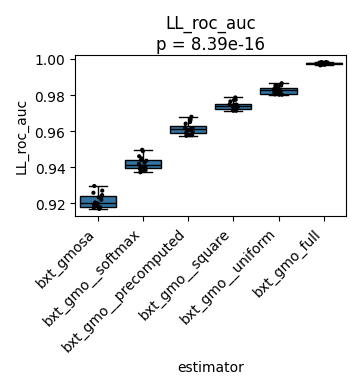 LL_roc_auc
p = 8.39e-16
LL_roc_auc
1.00
0.98
0.96
0.94
0.92
bxt_gmosa
bxt_gmo__softmax
bxt_gmo__precomputed
bxt_gmo__square
bxt_gmo__uniform
bxt_gmo_full
estimator